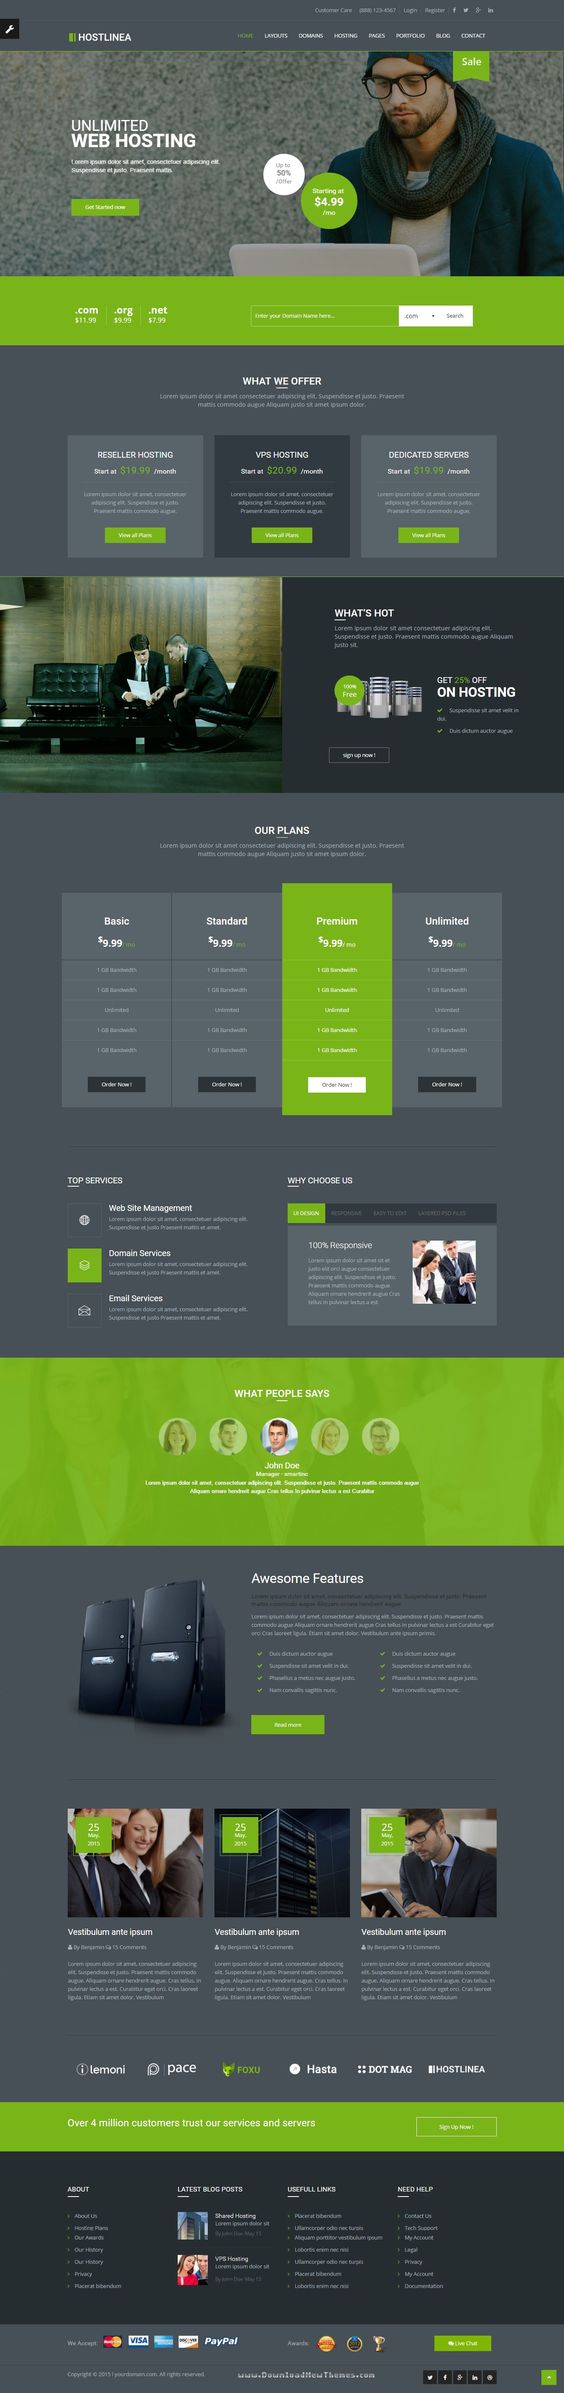 Customer Care (888) 123-4567 Login Register
HOSTLINEA
HOME LAYOUTS DOMAINS HOSTING PAGES PORTFOLIO BLOG CONTACT
Sale
UNLIMITED
WEB HOSTING
Lorem ipsum dolor sit amet, consectetuer adipiscing elit.
Suspendisse et justo. Praesent mattis.
Get Started now
Up to
50%
/Offer
Starting at
$4.99
/mo
.com .org .net
$11.99 $9.99 $7.99
Enter your Domain Name here...
.com
Search
WHAT WE OFFER
Lorem ipsum dolor sit amet, consectetuer adipiscing elit. Suspendisse et justo. Praesent
mattis commodo augue Aliquam justo sit amet ipsum dolor.
RESELLER HOSTING
Start at $19.99 /month
Lorem ipsum dolor sit amet, consectetuer
adipiscing elit. Suspendisse et justo.
Praesent mattis commodo augue.
View all Plans
VPS HOSTING
Start at $20.99 /month
Lorem ipsum dolor sit amet, consectetuer
adipiscing elit. Suspendisse et justo.
Praesent mattis commodo augue.
View all Plans
DEDICATED SERVERS
Start at $19.99 /month
Lorem ipsum dolor sit amet, consectetuer
adipiscing elit. Suspendisse et justo.
Praesent mattis commodo augue.
View all Plans
WHAT'S HOT
Lorem ipsum dolor sit amet consectetuer adipiscing elit.
Suspendisse et justo, Praesent mattis commodo augue Aliquam
justo sit.
100%
Free
GET 25% OFF
ON HOSTING
Suspendisse sit amet velit in
dui.
Duis dictum auctor augue
sign up now !
OUR PLANS
Lorem ipsum dolor sit amet, consectetuer adipiscing elit. Suspendisse et justo. Praesent
mattis commodo augue Aliquam justo sit amet ipsum dolor.
Basic
$9.99/ mo
1 GB Bandwidth
1 GB Bandwidth
Unlimited
1 GB Bandwidth
1 GB Bandwidth
Order Now !
Standard
$9.99/ mo
1 GB Bandwidth
1 GB Bandwidth
Unlimited
1 GB Bandwidth
1 GB Bandwidth
Order Now !
Premium
$9.99/ mo
1 GB Bandwidth
1 GB Bandwidth
Unlimited
1 GB Bandwidth
1 GB Bandwidth
Order Now !
Unlimited
$9.99/ mo
1 GB Bandwidth
1 GB Bandwidth
Unlimited
1 GB Bandwidth
1 GB Bandwidth
Order Now !
TOP SERVICES
Web Site Management
Lorem ipsum dolor sit amet, consectetuer adipiscing elit.
Suspendisse et justo Praesent mattis et amet.
Domain Services
Lorem ipsum dolor sit amet, consectetuer adipiscing elit.
Suspendisse et justo Praesent mattis et amet.
Email Services
Lorem ipsum dolor sit amet, consectetuer adipiscing elit.
Suspendisse et justo Praesent mattis et amet.
WHY CHOOSE US
UI DESIGN RESPONSIVE EASY TO EDIT LAYERED PSD FILES
100% Responsive
Lorem ipsum dolor sit amet sit et
justo elit orci augue consectetuer
adipiscing elit. Suspendisse et justo.
Praesent mattis commodo augue.
Aliquam ornare hendrerit augue Cras
tellus In pulvinar lectus a est
WHAT PEOPLE SAYS
John Doe
Manager - smartinc
Lorem ipsum dolor sit amet, consectetuer adipiscing elit. Suspendisse et justo. Praesent mattis commodo augue
Aliquam ornare hendrerit augue Cras tellus In pulvinar lectus a est Curabitur
Awesome Features
Lorem ipsum dolor sit amet, consectetuer adipiscing elit. Suspendisse et justo. Praesent
mattis commodo augue Aliquam ornare hendrerit augue
Lorem ipsum dolor sit amet, consectetuer adipiscing elit. Suspendisse et justo. Praesent mattis
commodo augue Aliquam ornare hendrerit augue Cras tellus In pulvinar lectus a est Curabitur eget
orci Cras laoreet ligula. Etiam sit amet dolor. Vestibulum ante ipsum primis.
Duis dictum auctor augue
Suspendisse sit amet velit in dui.
Phasellus a metus nec augue justo.
Nam convallis sagittis nunc.
Duis dictum auctor augue
Suspendisse sit amet velit in dui.
Phasellus a metus nec augue justo.
Nam convallis sagittis nunc.
Read more
25
May,
2015
Vestibulum ante ipsum
By Benjamin 15 Comments
Lorem ipsum dolor sit amet, consectetuer adipiscing
elit. Suspendisse et justo. Praesent mattis commodo
augue. Aliquam ornare hendrerit augue. Cras tellus. In
pulvinar lectus a est. Curabitur eget orci. Cras laoreet
ligula. Etiam sit amet dolor. Vestibulum
25
May,
2015
Vestibulum ante ipsum
By Benjamin 15 Comments
Lorem ipsum dolor sit amet, consectetuer adipiscing
elit. Suspendisse et justo. Praesent mattis commodo
augue. Aliquam ornare hendrerit augue. Cras tellus. In
pulvinar lectus a est. Curabitur eget orci. Cras laoreet
ligula. Etiam sit amet dolor. Vestibulum
25
May,
2015
Vestibulum ante ipsum
By Benjamin 15 Comments
Lorem ipsum dolor sit amet, consectetuer adipiscing
elit. Suspendisse et justo. Praesent mattis commodo
augue. Aliquam ornare hendrerit augue. Cras tellus. In
pulvinar lectus a est. Curabitur eget orci. Cras laoreet
ligula. Etiam sit amet dolor. Vestibulum
lemoni pace FOXU Hasta DOT MAG HOSTLINEA
Over 4 million customers trust our services and servers
Sign Up Now !
ABOUT
About Us
Hosting Plans
Our Awards
Our History
Our History
Privacy
Placerat bibendum
LATEST BLOG POSTS
Shared Hosting
Lorem ipsum dolor sit
By John Doe May 15
VPS Hosting
Lorem ipsum dolor sit
By John Doe May 15
USEFULL LINKS
Placerat bibendum
Ullamcorper odio nec turpis
Aliquam porttitor vestibulum ipsum
Lobortis enim nec nisi
Ullamcorper odio nec turpis
Placerat bibendum
Lobortis enim nec nisi
NEED HELP
Contact Us
Tech Support
My Account
Legal
Privacy
My Account
Documentation
We Accept: MasterCard VISA DISCOVER PayPal
Awards:
Live Chat
Copyright © 2015 l yourdomain.com. All rights reserved.
www.DownloadNewThemes.com